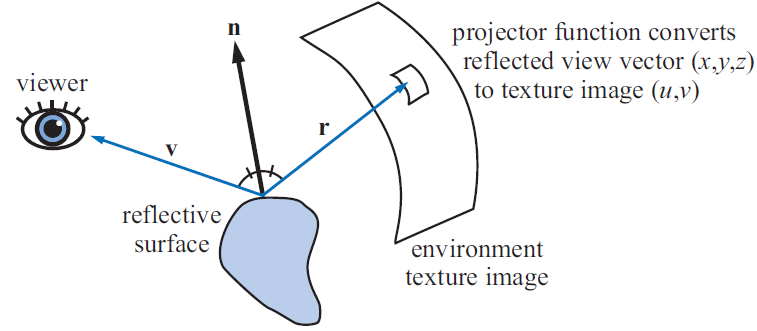 n
projector function converts
reflected view vector (x,y,z)
to texture image (u,v)
viewer
v
r
reflective
surface
environment
texture image